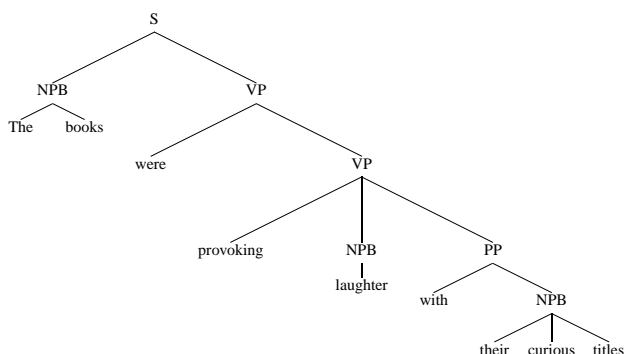 S
NPB VP
The books
were VP
provoking NPB PP
laughter
with NPB
their curious titles